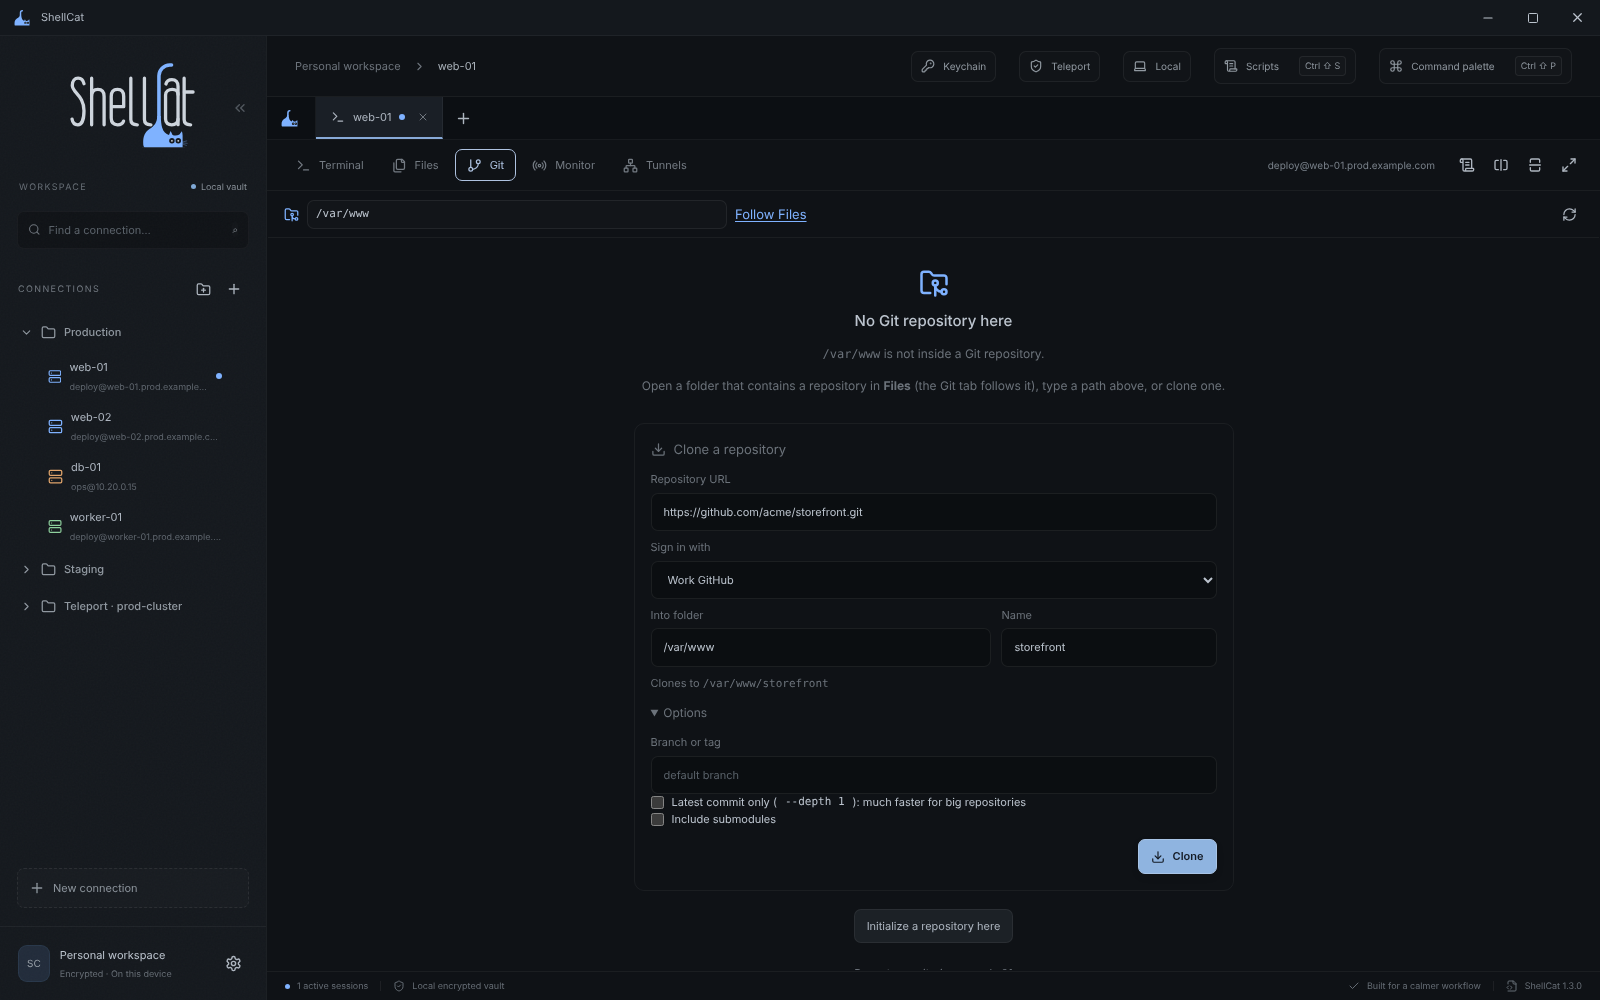 ShellCat
ShellCat
WORKSPACE
Local vault
Find a connection...
CONNECTIONS
Production
web-01
deploy@web-01.prod.example...
web-02
deploy@web-02.prod.example.c...
db-01
ops@10.20.0.15
worker-01
deploy@worker-01.prod.example....
Staging
Teleport · prod-cluster
New connection
SC
Personal workspace
Encrypted · On this device
Personal workspace > web-01
Keychain
Teleport
Local
Scripts Ctrl ⇧ S
Command palette Ctrl ⇧ P
web-01
Terminal
Files
Git
Monitor
Tunnels
deploy@web-01.prod.example.com
/var/www
Follow Files
No Git repository here
/var/www is not inside a Git repository.
Open a folder that contains a repository in Files (the Git tab follows it), type a path above, or clone one.
Clone a repository
Repository URL
https://github.com/acme/storefront.git
Sign in with
Work GitHub
Into folder
Name
/var/www
storefront
Clones to /var/www/storefront
▼ Options
Branch or tag
default branch
Latest commit only ( --depth 1 ): much faster for big repositories
Include submodules
Clone
Initialize a repository here
1 active sessions
Local encrypted vault
Built for a calmer workflow
ShellCat 1.3.0